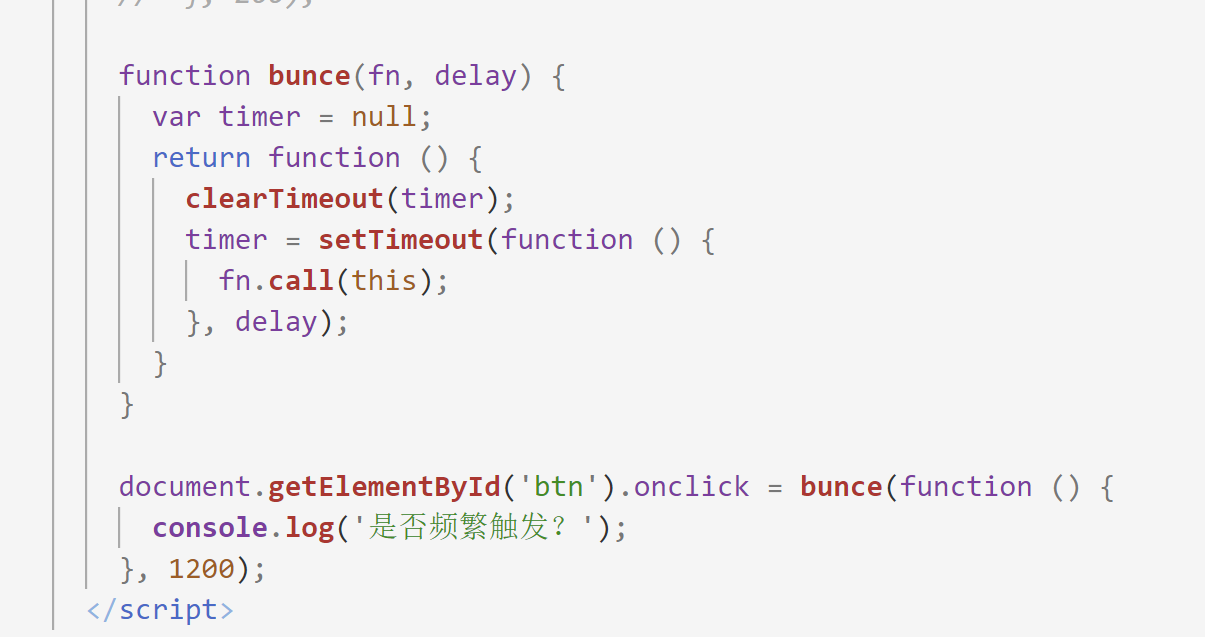 function bunce(fn, delay) {
var timer = null;
return function () {
clearTimeout(timer);
timer = setTimeout(function () {
fn.call(this);
}, delay);
}
}
document.getElementById('btn').onclick = bunce(function () {
console.log('是否频繁触发？');
}, 1200);
</script>